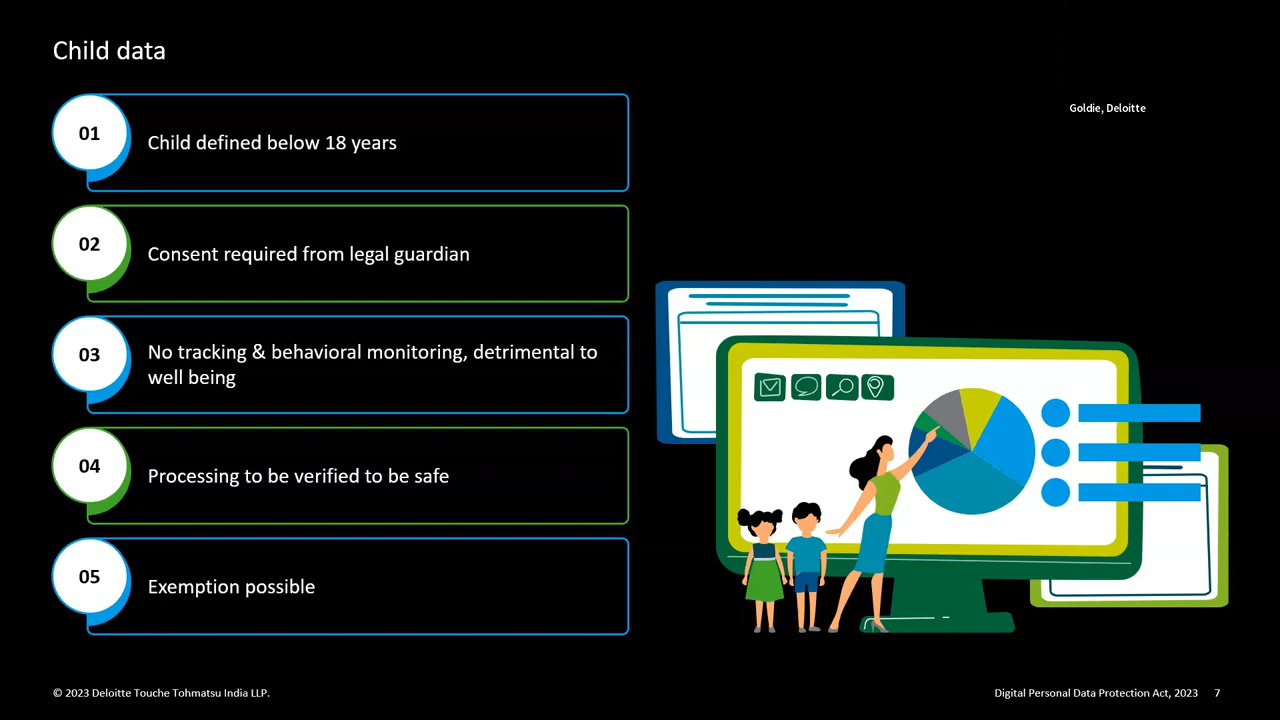 Child data
Goldie, Deloitte
01
Child defined below 18 years
02
Consent required from legal guardian
03
No tracking & behavioral monitoring, detrimental to
well being
04
Processing to be verified to be safe
05
Exemption possible
© 2023 Deloitte Touche Tohmatsu India LLP.
Digital Personal Data Protection Act, 2023 7